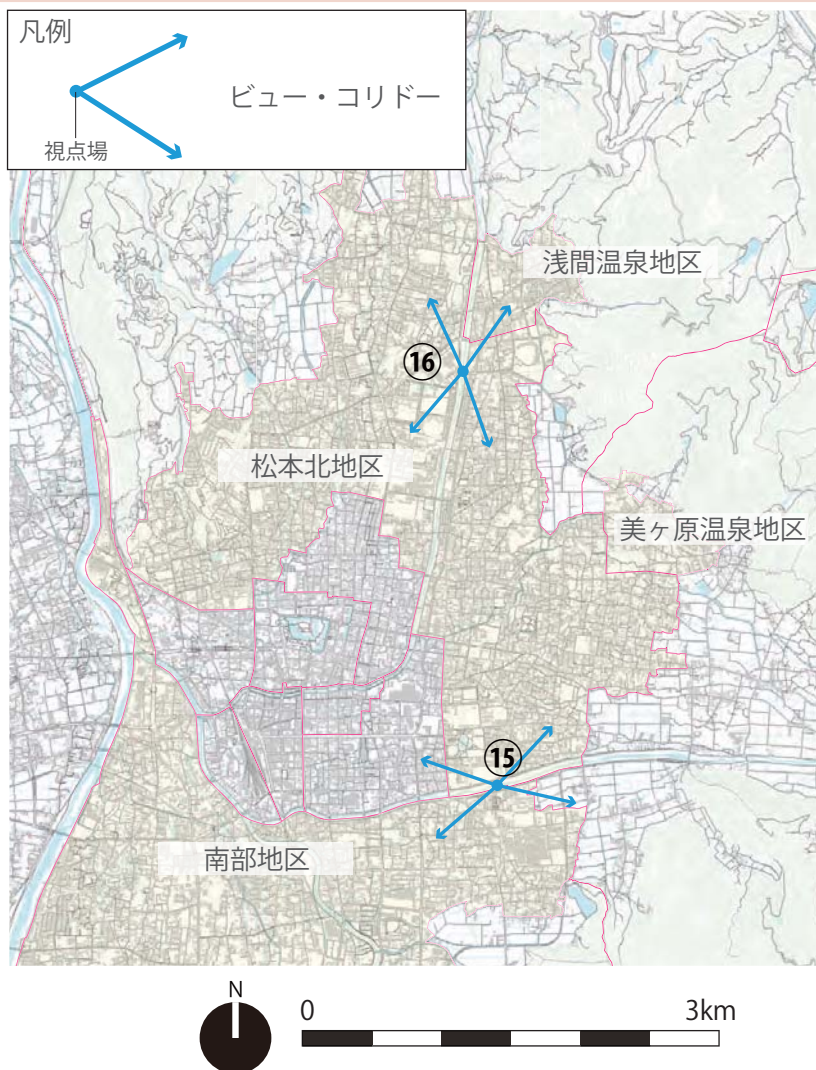 凡例
ビュー・コリドー
視点場
浅間温泉地区
⑯
松本北地区
美ヶ原温泉地区
⑮
南部地区
N
0
3km